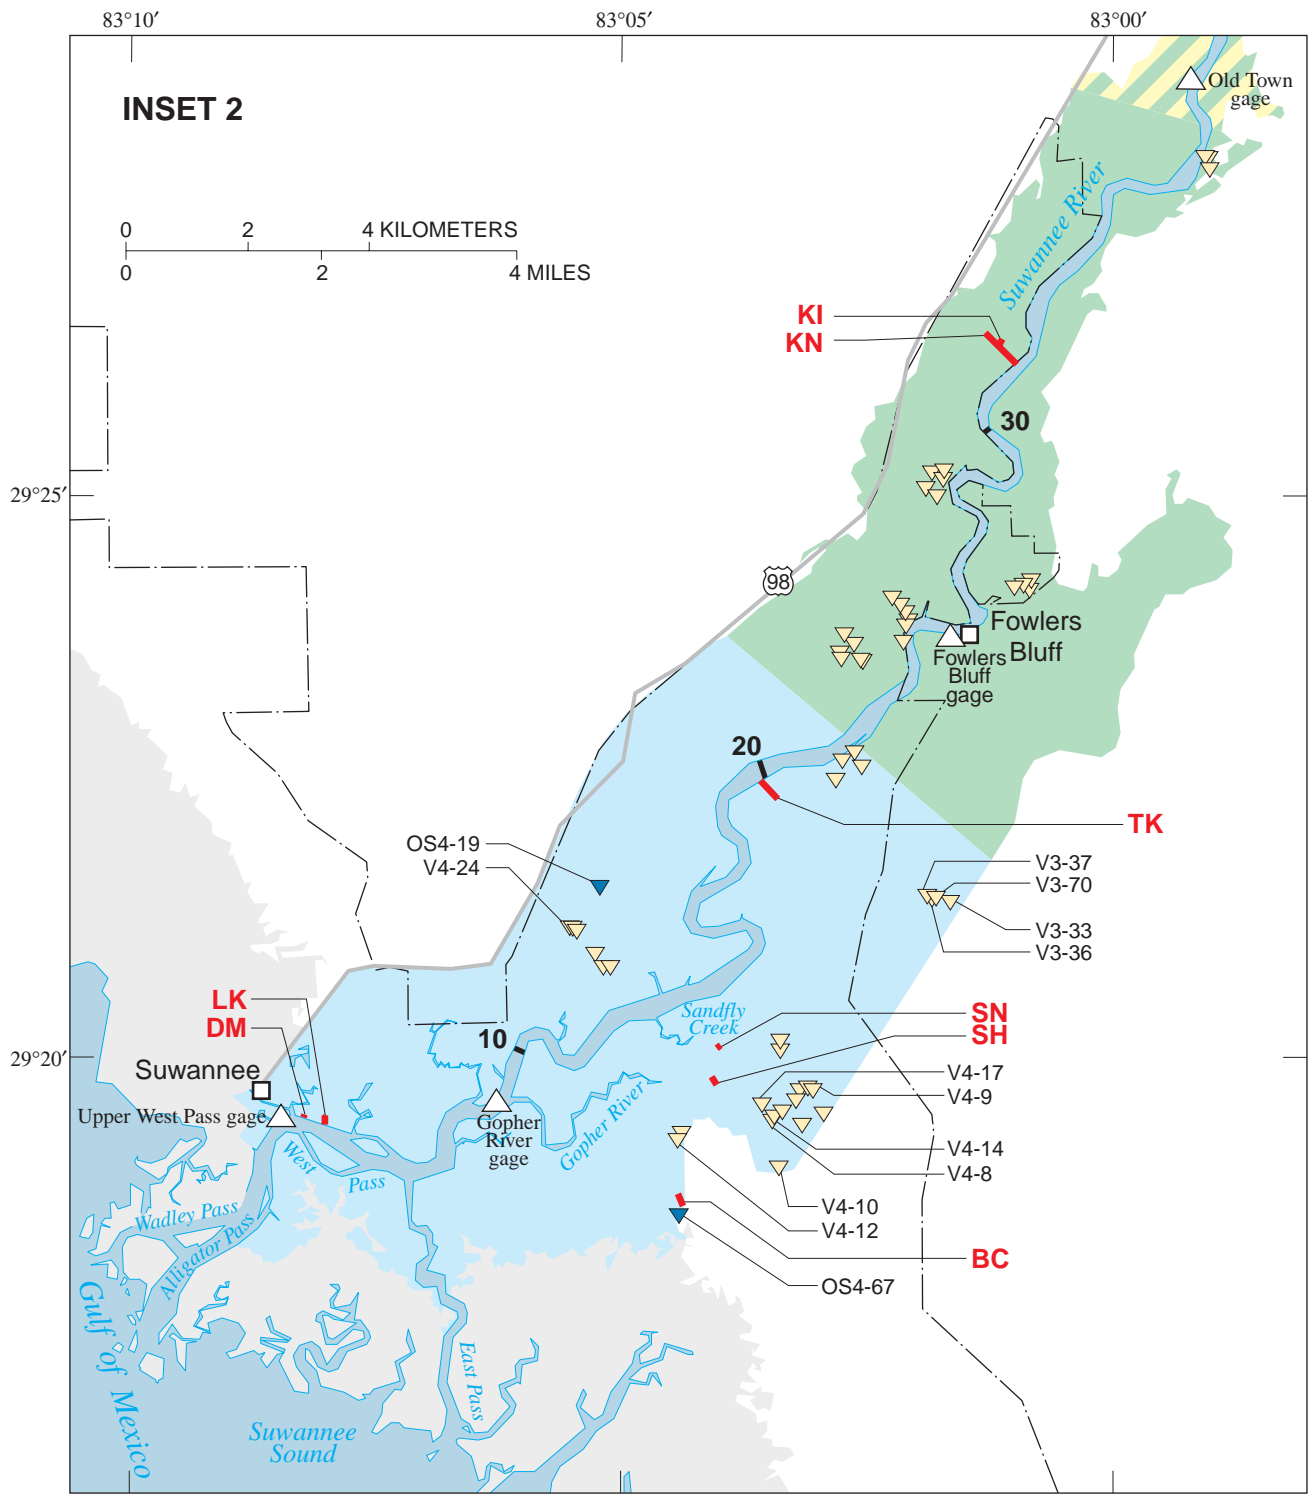 83°10′
83°05′
83°00′
INSET 2
Old Town
gage
0
2
4 KILOMETERS
0
2
4 MILES
Suwannee River
KI
KN
30
29°25′
98
Fowlers
Bluff
Fowlers
Bluff
gage
20
TK
OS4-19
V4-24
V3-37
V3-70
V3-33
V3-36
LK
DM
Sandfly
Creek
SN
SH
10
29°20′
Suwannee
Upper West Pass gage
Gopher
River
gage
Gopher River
V4-17
V4-9
V4-14
V4-8
V4-10
V4-12
West
Pass
Wadley Pass
Alligator Pass
BC
OS4-67
Gulf of Mexico
East Pass
Suwannee
Sound